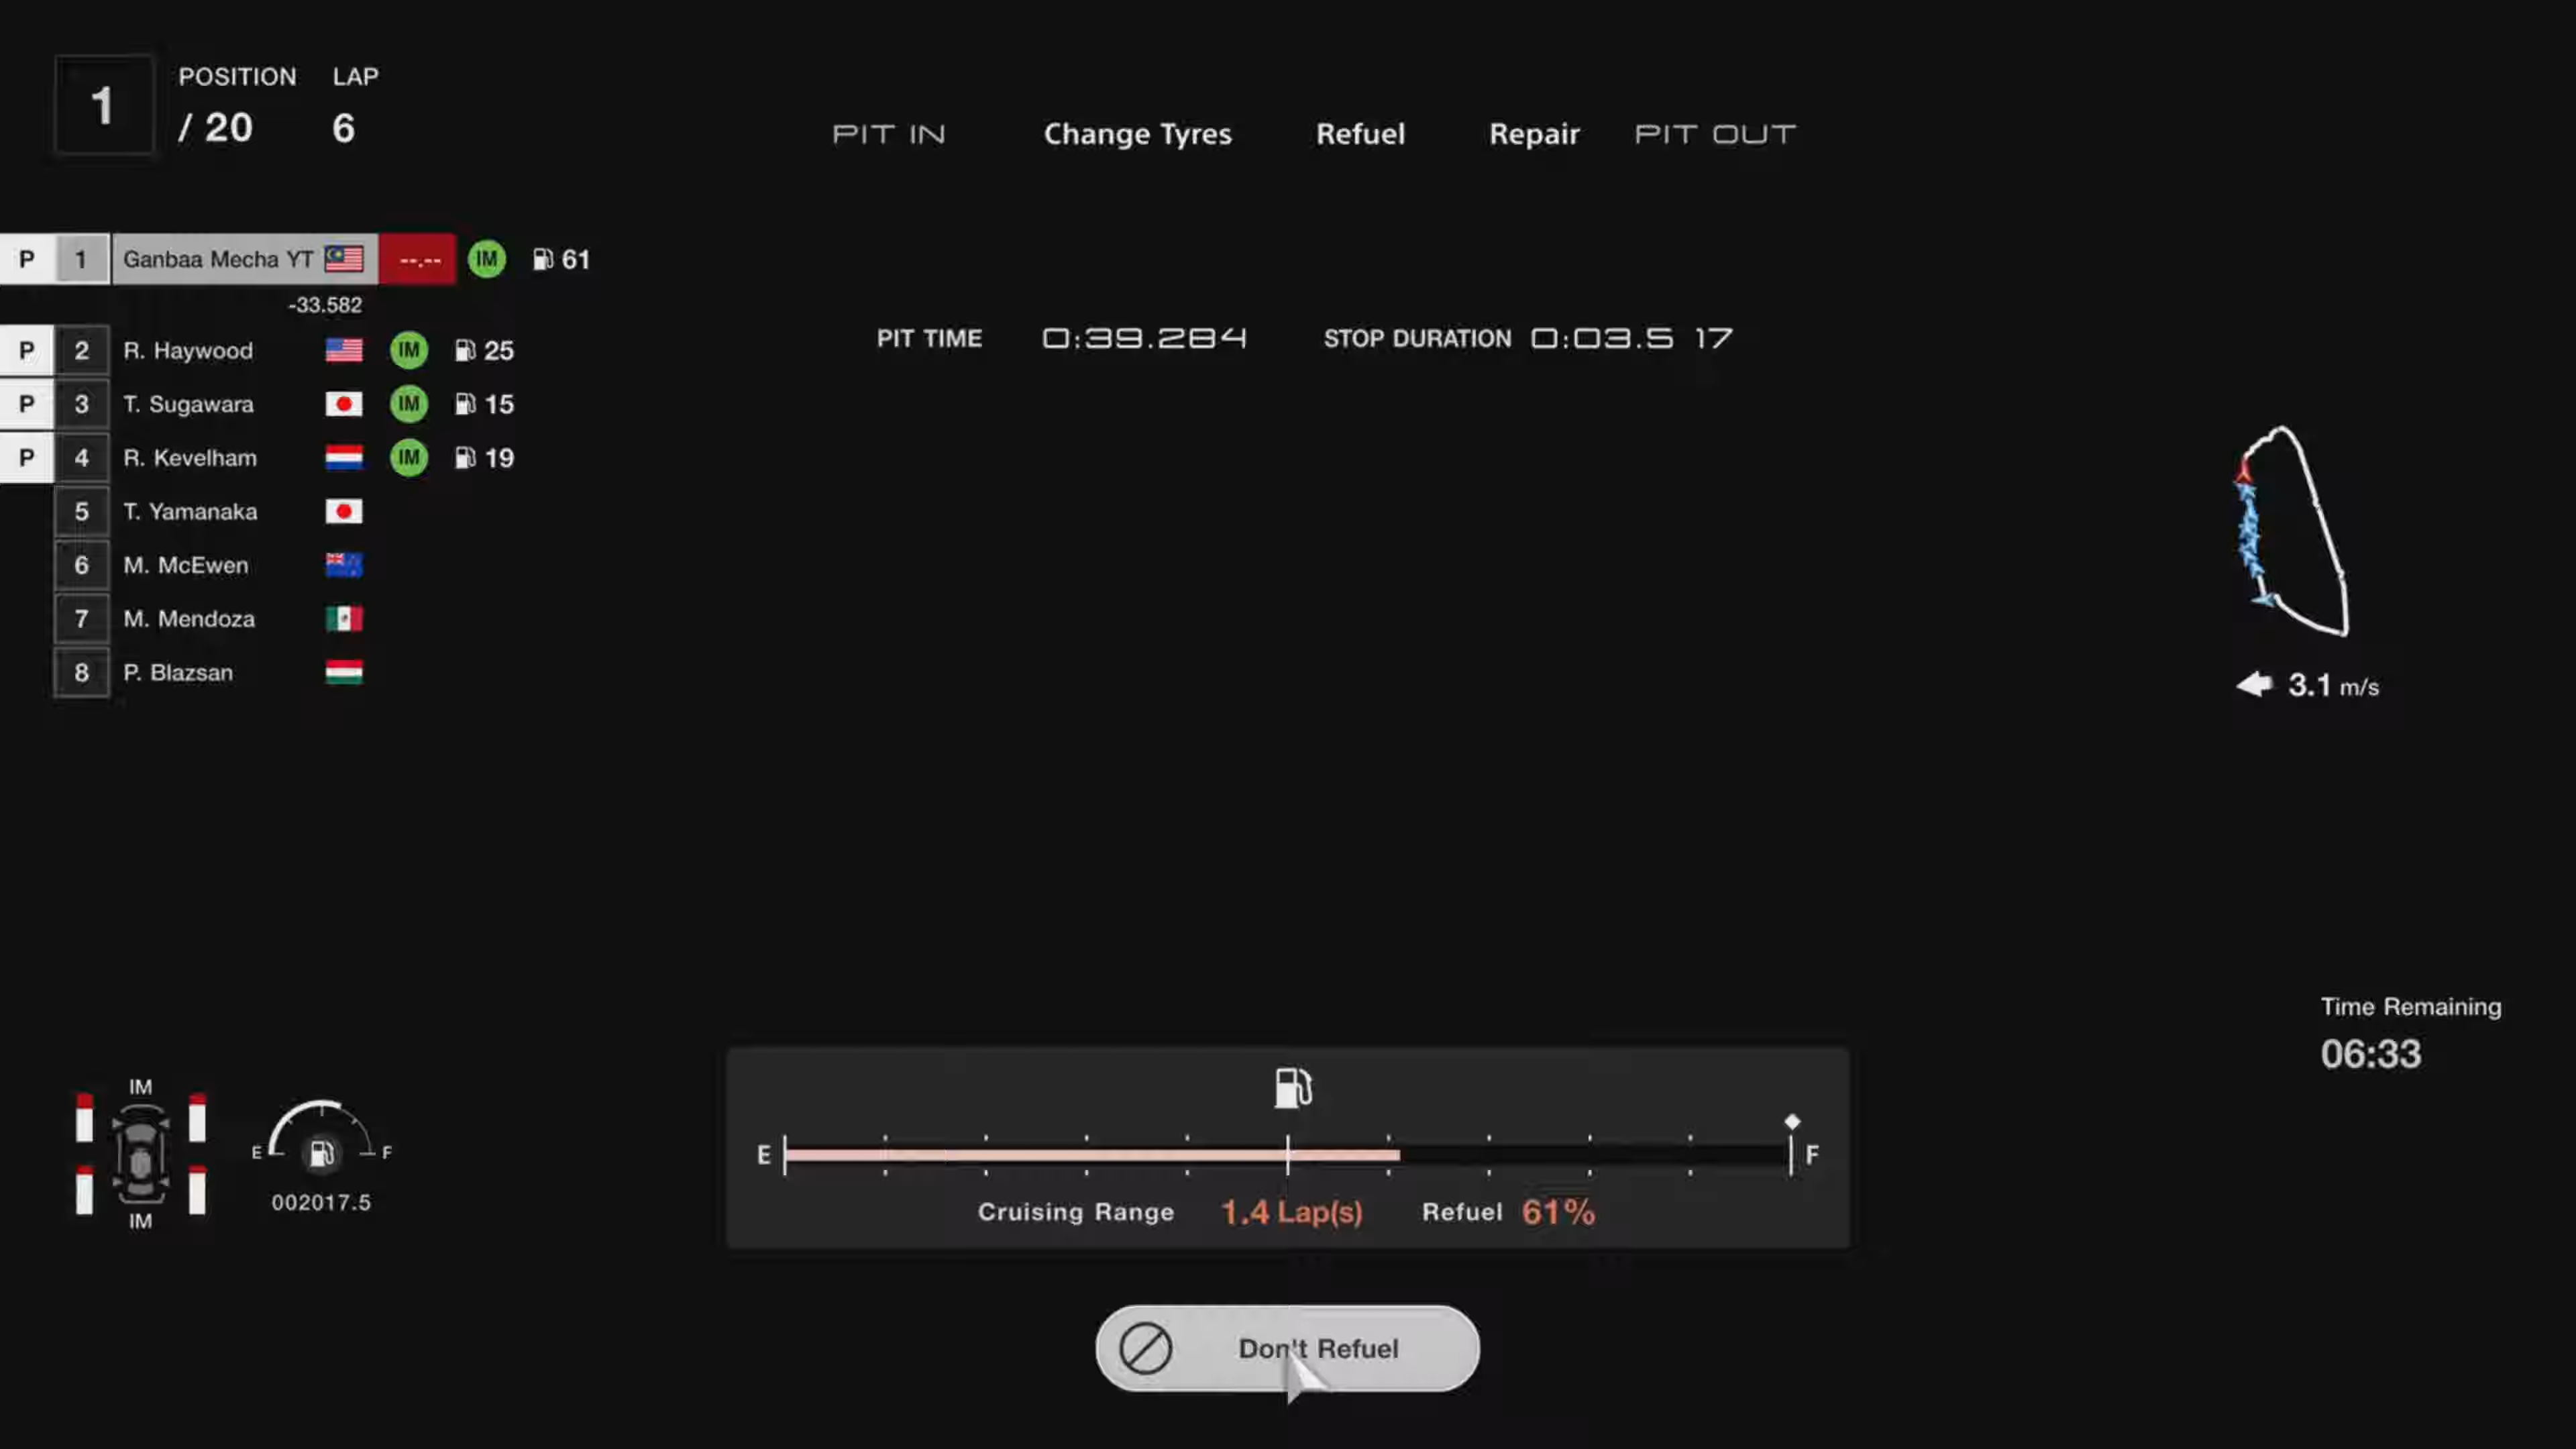 1 POSITION LAP
/ 20 6
PIT IN Change Tyres Refuel Repair PIT OUT
P 1 Ganbaa Mecha YT --.-- IM 61
-33.582
P 2 R. Haywood IM 25
P 3 T. Sugawara IM 15
P 4 R. Kevelham IM 19
5 T. Yamanaka
6 M. McEwen
7 M. Mendoza
8 P. Blazsan
PIT TIME 0:39.284 STOP DURATION 0:03.5 17
3.1 m/s
Time Remaining
06:33
IM
IM
E F
002017.5
E F
Cruising Range 1.4 Lap(s) Refuel 61%
Don't Refuel